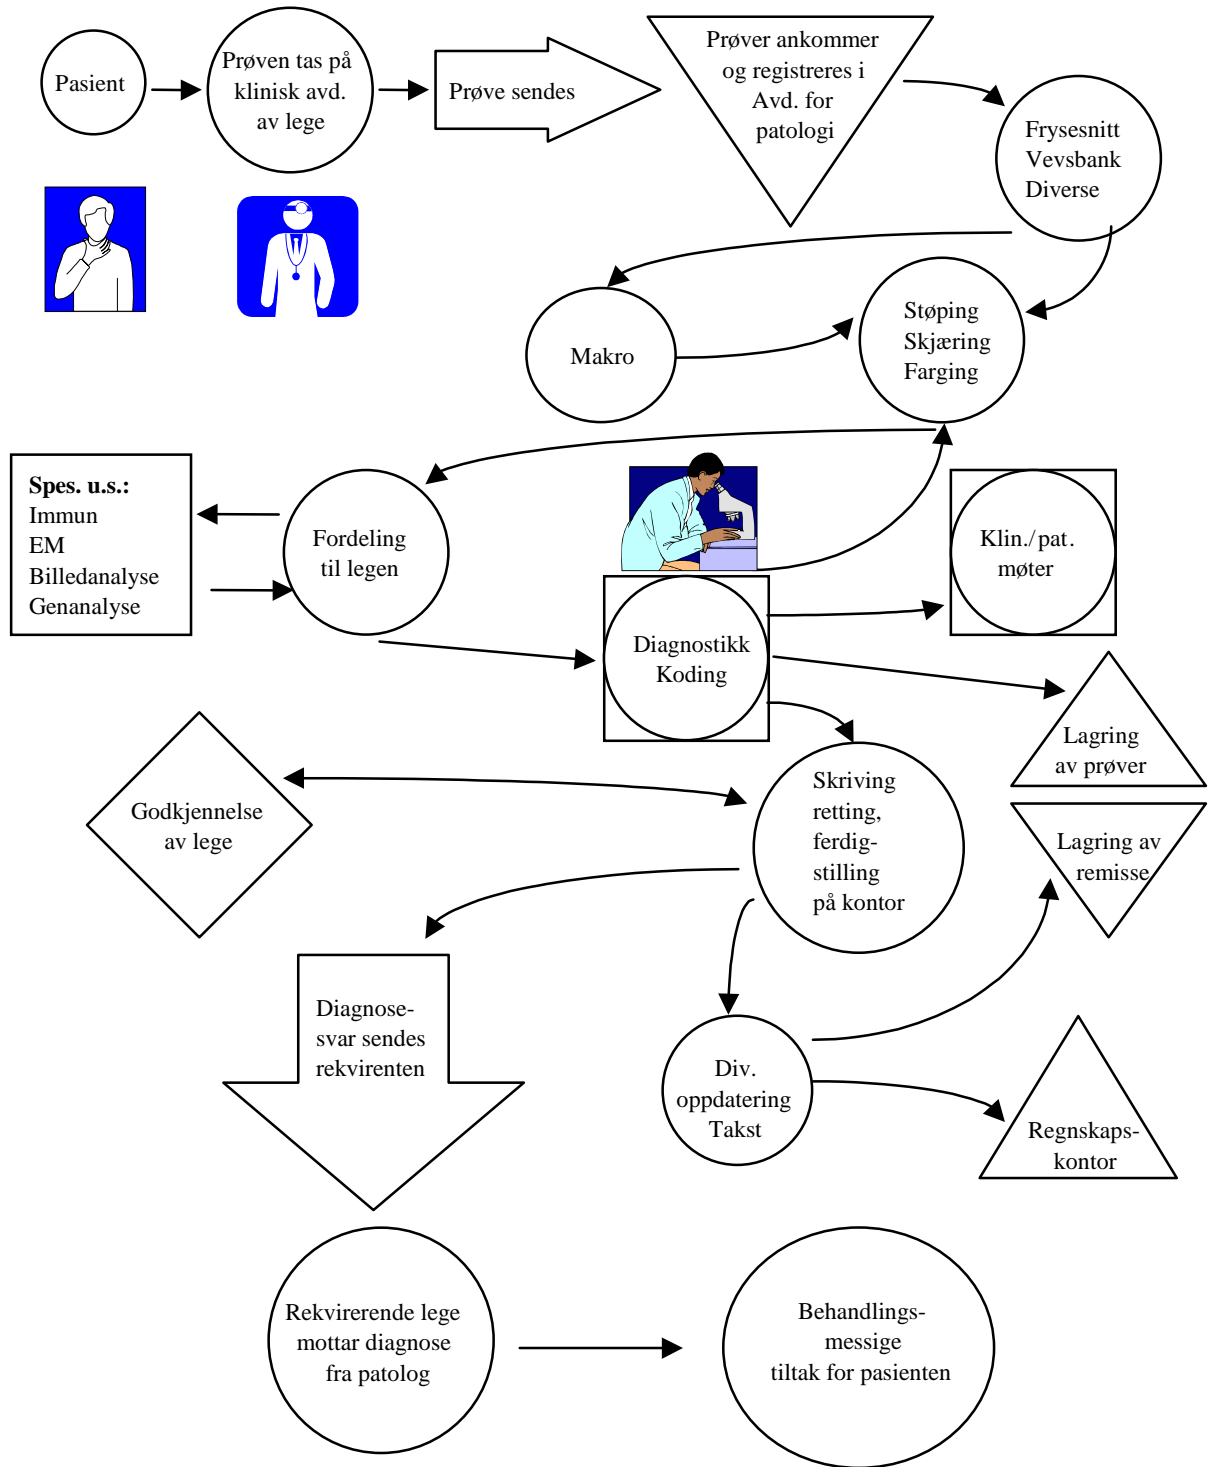 Pasient
Prøven tas på
klinisk avd.
av lege
Prøve sendes
Prøver ankommer
og registreres i
Avd. for
patologi
Frysesnitt
Vevsbank
Diverse
Makro
Støping
Skjæring
Farging
Spes. u.s.:
Immun
EM
Billedanalyse
Genanalyse
Fordeling
til legen
Klin./pat.
møter
Diagnostikk
Koding
Lagring
av prøver
Godkjennelse
av lege
Skriving
retting,
ferdig-
stilling
på kontor
Lagring av
remisse
Diagnose-
svar sendes
rekvirenten
Div.
oppdatering
Takst
Regnskaps-
kontor
Rekvirerende lege
mottar diagnose
fra patolog
Behandlings-
messige
tiltak for pasienten